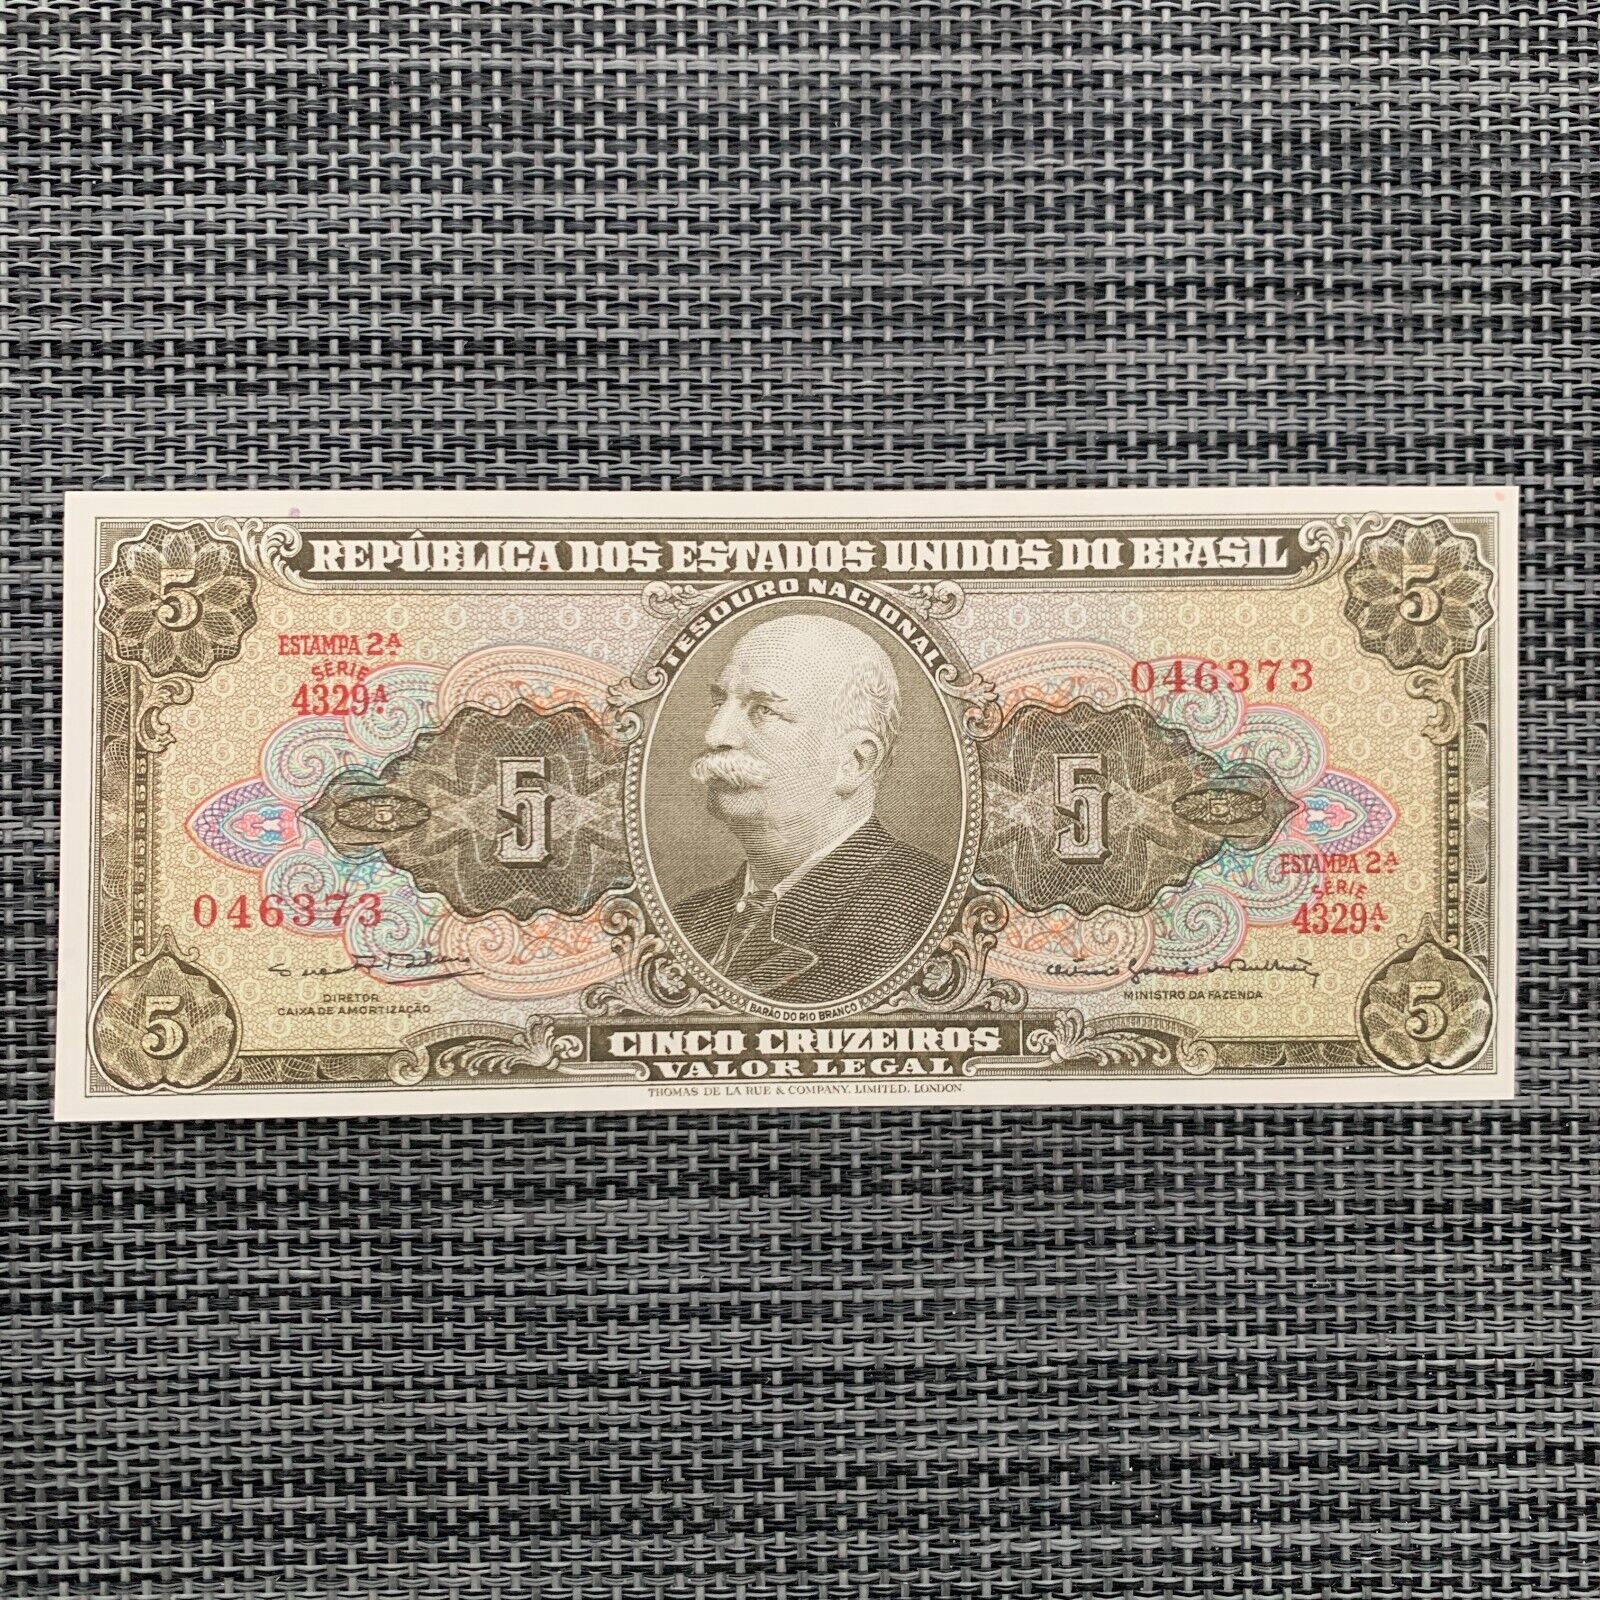 REPÚBLICA DOS ESTADOS UNIDOS DO BRASIL
5 5
TESOURO NACIONAL
ESTAMPA 2ª
SÉRIE
4329ª
046373
5 5 5 5
046373
ESTAMPA 2ª
SÉRIE
4329ª
DIRETOR
CAIXA DE AMORTIZAÇÃO
MINISTRO DA FAZENDA
BARÃO DO RIO BRANCO
5 5
CINCO CRUZEIROS
VALOR LEGAL
THOMAS DE LA RUE & COMPANY, LIMITED, LONDON.